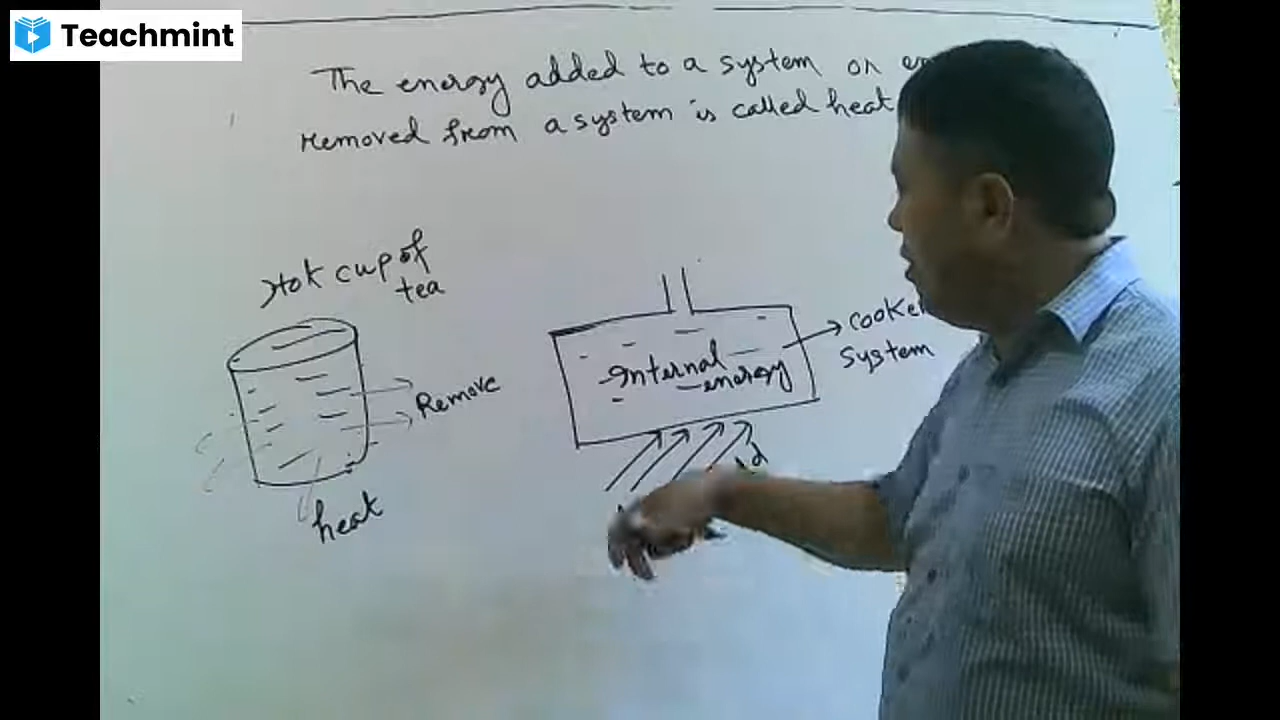 Teachmint
The energy added to a system or
removed from a system is called heat
Hot cup of
tea
Remove
heat
Internal
energy
cooker
system